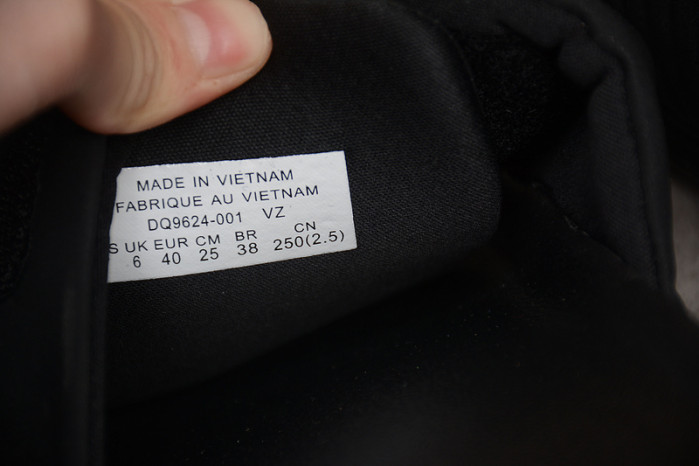 MADE IN VIETNAM
FABRIQUE AU VIETNAM
DQ9624-001 VZ
S UK EUR CM BR CN
6 40 25 38 250(2.5)